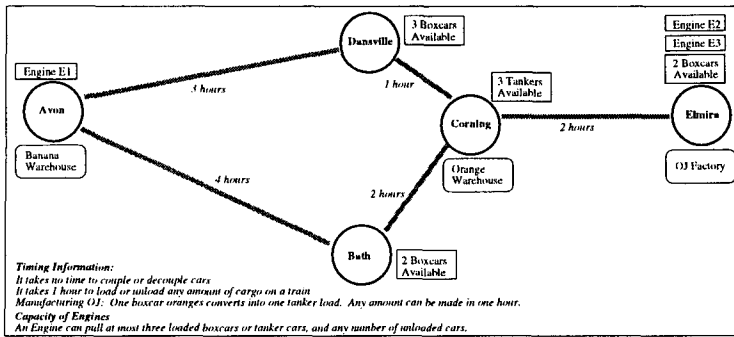 3 Boxcars
Available
Dansville
Engine E2
Engine E3
2 Boxcars
Available
Engine E1
3 hours
1 hour
3 Tankers
Available
Avon
Corning
2 hours
Elmira
Banana
Warehouse
4 hours
2 hours
Orange
Warehouse
OJ Factory
Bath
2 Boxcars
Available
Timing Information:
It takes no time to couple or decouple cars
It takes 1 hour to load or unload any amount of cargo on a train
Manufacturing OJ: One boxcar oranges converts into one tanker load. Any amount can be made in one hour.
Capacity of Engines
An Engine can pull at most three loaded boxcars or tanker cars, and any number of unloaded cars.